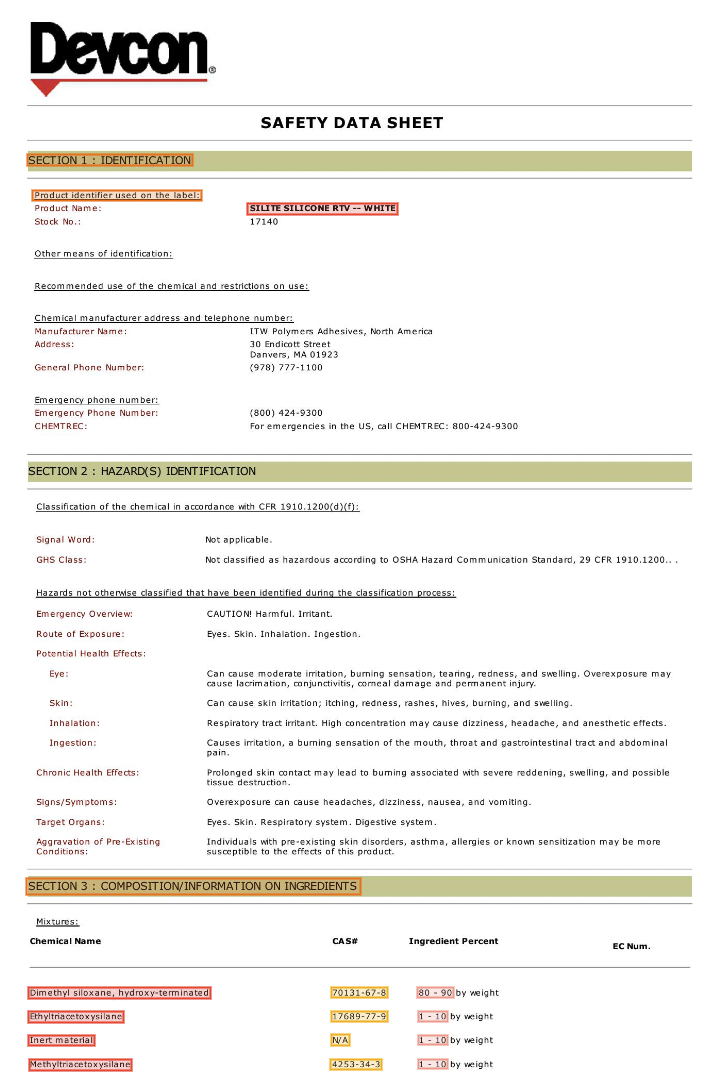 Devcon®
SAFETY DATA SHEET
SECTION 1 : IDENTIFICATION
Product identifier used on the label:
Product Name: SILITE SILICONE RTV -- WHITE
Stock No.: 17140
Other means of identification:
Recommended use of the chemical and restrictions on use:
Chemical manufacturer address and telephone number:
Manufacturer Name: ITW Polymers Adhesives, North America
Address: 30 Endicott Street
Danvers, MA 01923
General Phone Number: (978) 777-1100
Emergency phone number:
Emergency Phone Number: (800) 424-9300
CHEMTREC: For emergencies in the US, call CHEMTREC: 800-424-9300
SECTION 2 : HAZARD(S) IDENTIFICATION
Classification of the chemical in accordance with CFR 1910.1200(d)(f):
Signal Word: Not applicable.
GHS Class: Not classified as hazardous according to OSHA Hazard Communication Standard, 29 CFR 1910.1200.. .
Hazards not otherwise classified that have been identified during the classification process:
Emergency Overview: CAUTION! Harmful. Irritant.
Route of Exposure: Eyes. Skin. Inhalation. Ingestion.
Potential Health Effects:
Eye: Can cause moderate irritation, burning sensation, tearing, redness, and swelling. Overexposure may
cause lacrimation, conjunctivitis, corneal damage and permanent injury.
Skin: Can cause skin irritation; itching, redness, rashes, hives, burning, and swelling.
Inhalation: Respiratory tract irritant. High concentration may cause dizziness, headache, and anesthetic effects.
Ingestion: Causes irritation, a burning sensation of the mouth, throat and gastrointestinal tract and abdominal
pain.
Chronic Health Effects: Prolonged skin contact may lead to burning associated with severe reddening, swelling, and possible
tissue destruction.
Signs/Symptoms: Overexposure can cause headaches, dizziness, nausea, and vomiting.
Target Organs: Eyes. Skin. Respiratory system. Digestive system.
Aggravation of Pre-Existing Individuals with pre-existing skin disorders, asthma, allergies or known sensitization may be more
Conditions: susceptible to the effects of this product.
SECTION 3 : COMPOSITION/INFORMATION ON INGREDIENTS
Mixtures:
Chemical Name CAS# Ingredient Percent EC Num.
Dimethyl siloxane, hydroxy-terminated 70131-67-8 80 - 90 by weight
Ethyltriacetoxysilane 17689-77-9 1 - 10 by weight
Inert material N/A 1 - 10 by weight
Methyltriacetoxysilane 4253-34-3 1 - 10 by weight